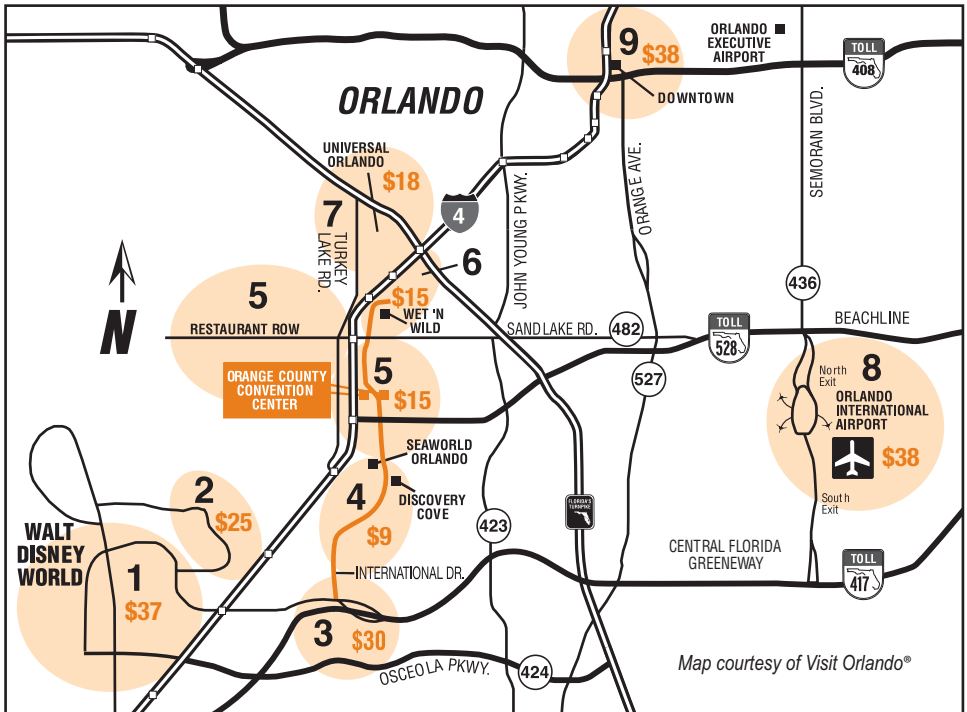 ORLANDO
EXECUTIVE
AIRPORT
9
$38
TOLL
408
DOWNTOWN
ORLANDO
UNIVERSAL
ORLANDO
$18
7
TURKEY
LAKE RD.
4
JOHN YOUNG PKWY.
ORANGE AVE.
SEMORAN BLVD.
6
N
5
RESTAURANT ROW
$15
WET 'N
WILD
SAND LAKE RD.
482
436
TOLL
528
BEACHLINE
ORANGE COUNTY
CONVENTION
CENTER
5
$15
527
North
Exit
8
ORLANDO
INTERNATIONAL
AIRPORT
$38
South
Exit
SEAWORLD
ORLANDO
DISCOVERY
COVE
4
$9
2
$25
WALT
DISNEY
WORLD
1
$37
FLORIDA'S
TURNPIKE
423
CENTRAL FLORIDA
GREENEWAY
TOLL
417
INTERNATIONAL DR.
3
$30
OSCEOLA PKWY.
424
Map courtesy of Visit Orlando®